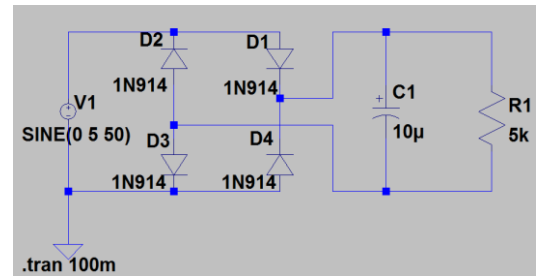 D2
D1
1N914
1N914
V1
C1
R1
SINE(0 5 50)
10µ
5k
D3
D4
1N914
1N914
.tran 100m